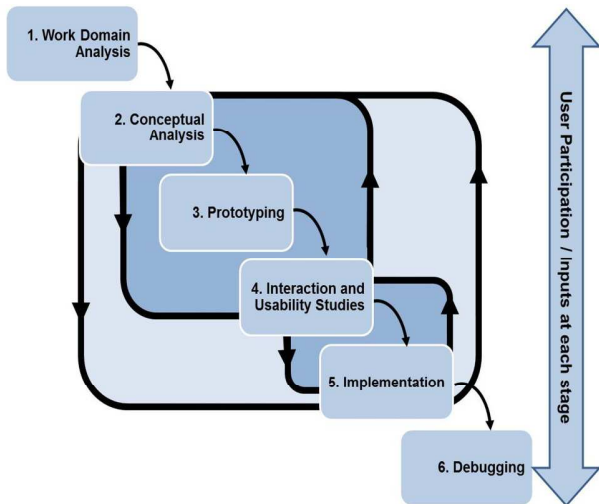 1. Work Domain
Analysis
2. Conceptual
Analysis
3. Prototyping
4. Interaction and
Usability Studies
5. Implementation
6. Debugging
User Participation / Inputs at each stage